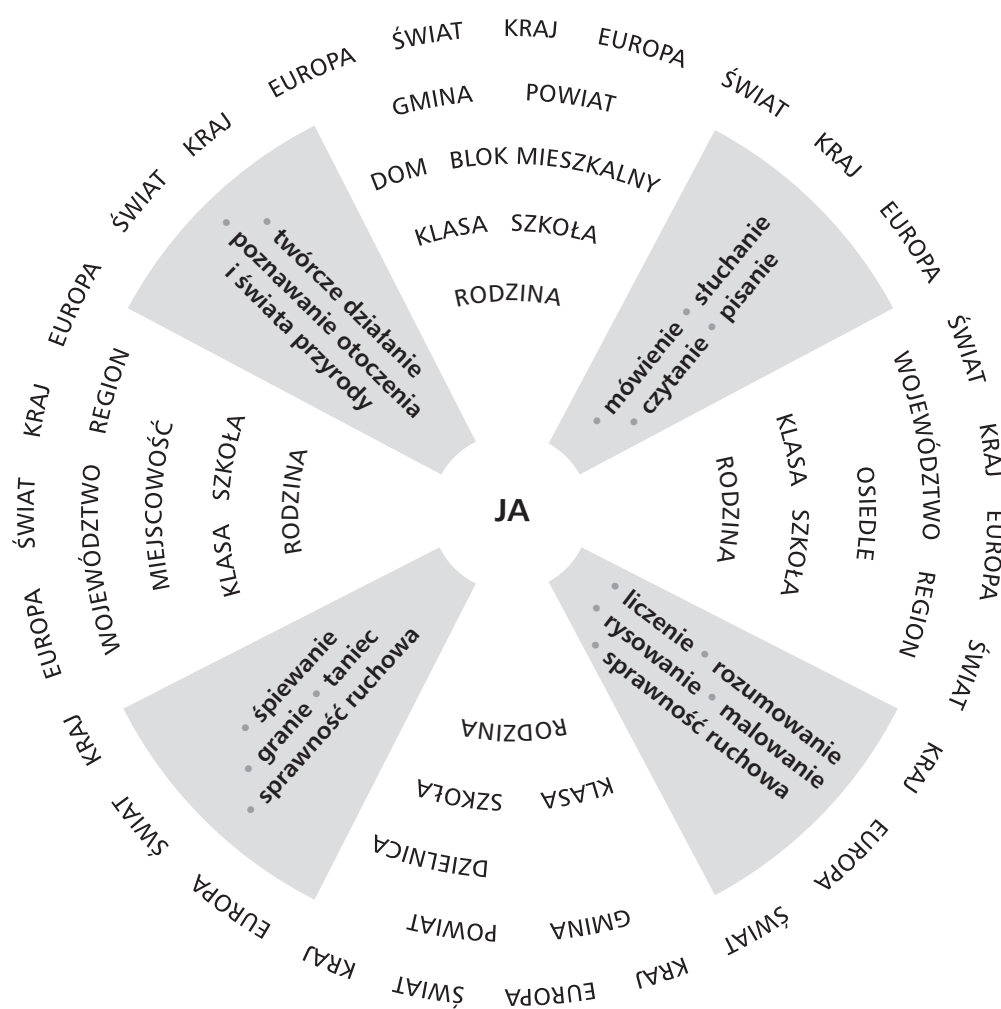 ŚWIAT KRAJ EUROPA ŚWIAT KRAJ EUROPA ŚWIAT KRAJ EUROPA ŚWIAT KRAJ EUROPA ŚWIAT KRAJ EUROPA ŚWIAT KRAJ EUROPA ŚWIAT KRAJ EUROPA ŚWIAT KRAJ EUROPA
GMINA POWIAT
DOM BLOK MIESZKALNY
KLASA SZKOŁA
RODZINA
• mówienie • słuchanie
• czytanie • pisanie
WOJEWÓDZTWO REGION
OSIEDLE
KLASA SZKOŁA
RODZINA
• liczenie • rozumowanie
• rysowanie • malowanie
• sprawność ruchowa
RODZINA
KLASA SZKOŁA
DZIELNICA
GMINA POWIAT
• śpiewanie
• granie • taniec
• sprawność ruchowa
WOJEWÓDZTWO REGION
MIEJSCOWOŚĆ
KLASA SZKOŁA
RODZINA
• twórcze działanie
• poznawanie otoczenia
i świata przyrody
JA